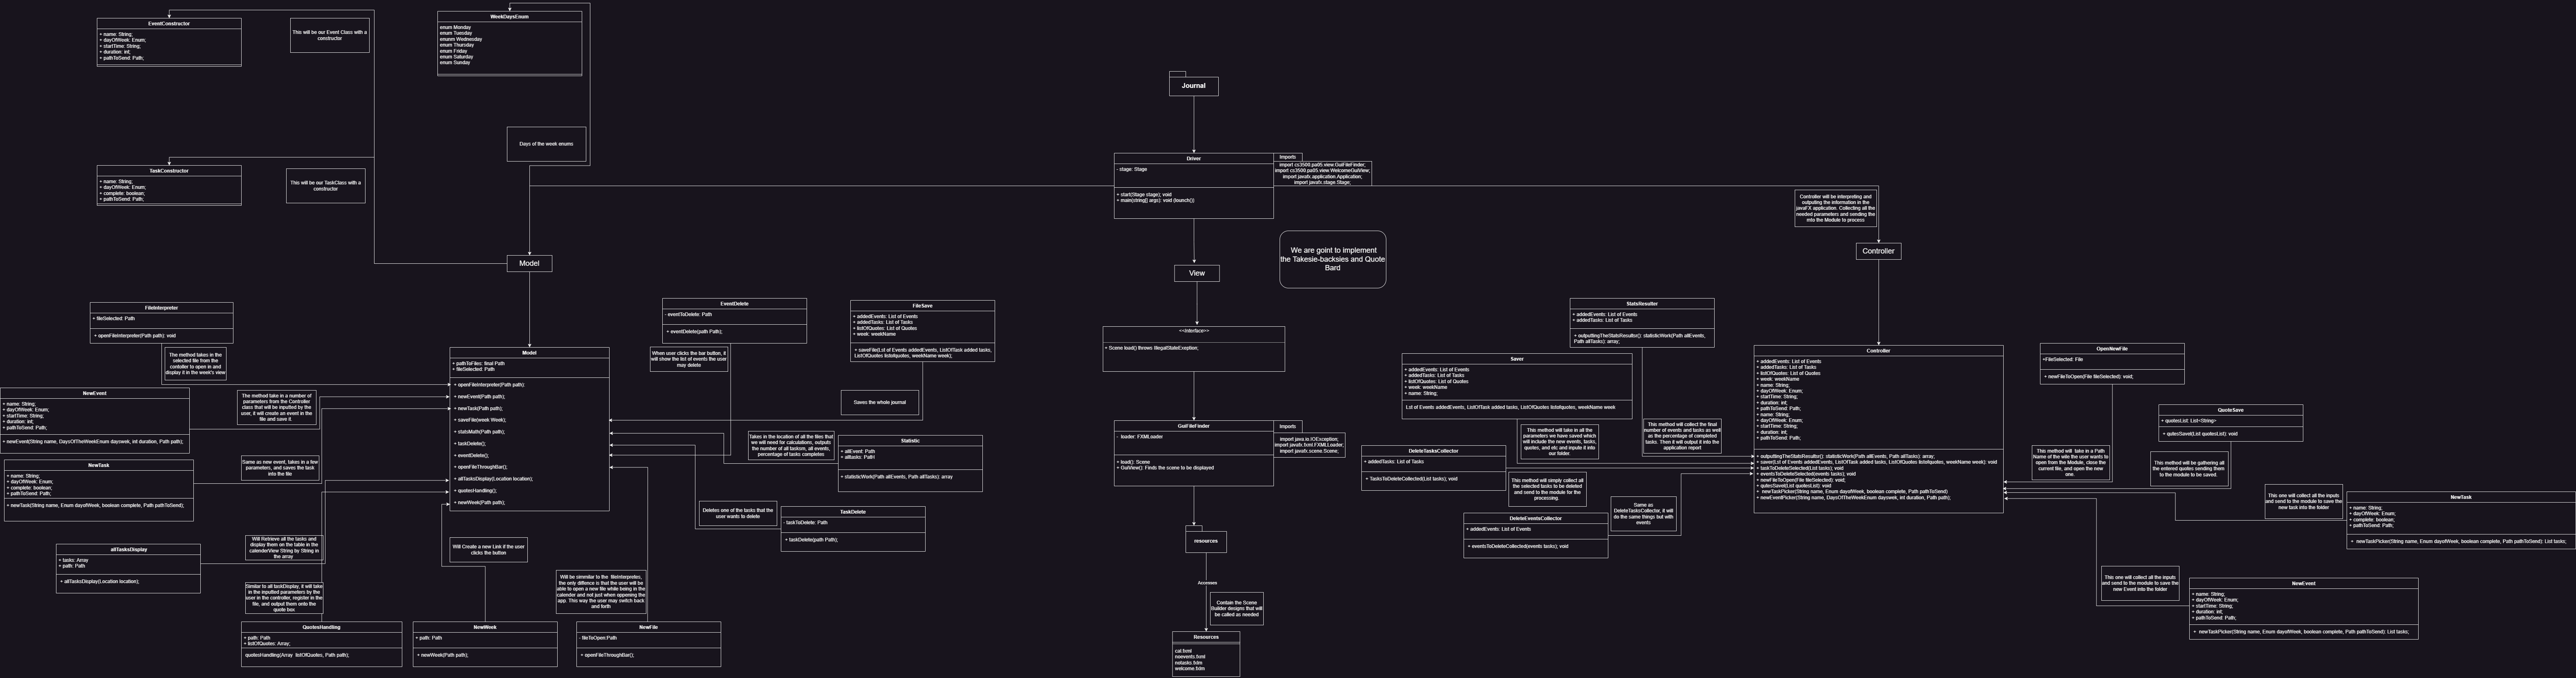 EventConstructor
+ name: String;
+ dayOfWeek: Enum;
+ startTime: String;
+ duration: int;
+ pathToSend: Path;
This will be our Event Class with a
constructor
WeekDaysEnum
enum Monday
enum Tuesday
enunm Wednesday
enum Thursday
enum Friday
enum Saturday
enum Sunday
Days of the week enums
TaskConstructor
+ name: String;
+ dayOfWeek: Enum;
+ complete: boolean;
+ pathToSend: Path;
This will be our TaskClass with a
constructor
Journal
Driver
- stage: Stage
+ start(Stage stage); void
+ main(string[] args): void (lounch())
Imports
import cs3500.pa05.view.GuiFileFinder;
import cs3500.pa05.view.WelcomeGuiView;
import javafx.application.Application;
import javafx.stage.Stage;
We are goint to implement
the Takesie-backsies and Quote
Bard
View
<<Interface>>
+ Scene load() throws IllegalStateExeption;
GuiFileFinder
- loader: FXMLoader
+ load(): Scene
+ GuiView(): Finds the scene to be displayed
Imports
import java.io.IOException;
import javafx.fxml.FXMLLoader;
import javafx.scene.Scene;
resources
Accesses
Contain the Scene
Builder designs that will
be called as needed
Resources
cal.fxml
noevents.fxml
notasks.fxdm
welcome.fxdm
Model
FileInterpreter
+ fileSelected: Path
+ openFileInterpreter(Path path): void
The method takes in the
selected file from the
contoller to open in and
display it in the week's view
NewEvent
+ name: String;
+ dayOfWeek: Enum;
+ startTime: String;
+ duration: int;
+ pathToSend: Path;
+ newEvent(String name, DaysOfTheWeekEnum dayswek, int duration, Path path);
The method take in a number of
parameters from the Controller
class that will be inputted by the
user, it will create an event in the
file and save it.
NewTask
+ name: String;
+ dayOfWeek: Enum;
+ complete: boolean;
+ pathToSend: Path;
+ newTask(String name, Enum dayofWeek, boolean complete, Path pathToSend);
Same as new event, takes in a few
parameters, and saves the task
into the file
allTasksDisplay
+ tasks: Array
+ path: Path
+ allTasksDisplay(Location location);
Will Retrieve all the tasks and
display them on the table in the
calenderView String by String in
the array
Similar to all taskDisplay, it will take
in the inputted parameters by the
user in the controller, register in the
file, and output them onto the
quote box
QuotesHandling
+ path: Path
+ listOfQuotes: Array;
quotesHandling(Array listOfQuotes, Path path);
NewWeek
+ path: Path
+ newWeek(Path path);
Will Create a new Link if the user
clicks the button
NewFile
- fileToOpen:Path
+ openFileThroughBar();
Will be simmilar to the fileInterpretes,
the only diffence is that the user will be
able to open a new file while being in the
calender and not just when oppening the
app. This way the user may switch back
and forth
Model
+ pathToFiles: final Path
+ fileSelected: Path
+ openFileInterpreter(Path path);
+ newEvent(Path path);
+ newTask(Path path);
+ saveFile(week Week);
+ statsMath(Path path);
+ taskDelete();
+ eventDelete();
+ openFileThroughBar();
+ allTasksDisplay(Location location);
+ quotesHandling();
+ newWeek(Path path);
EventDelete
- eventToDelete: Path
+ eventDelete(path Path);
When user clicks the bar button, it
will show the list of events the user
may delete
FileSave
+ addedEvents: List of Events
+ addedTasks: List of Tasks
+ listOfQuotes: List of Quotes
+ week: weekName
+ saveFile(Lst of Events addedEvents, ListOfTask added tasks,
ListOfQuotes listofquotes, weekName week);
Saves the whole journal
Takes in the location of all the files that
we will need for calculations, outputs
the number of all tasksm, all events,
percentage of tasks completes
Statistic
+ allEvent: Path
+ alltasks: PatH
+ statisticWork(Path allEvents, Path allTasks): array
Deletes one of the tasks that the
user wants to delete
TaskDelete
- taskToDelete: Path
+ taskDelete(path Path);
Controller will be interpreting and
outputing the information in the
javaFX application. Collecting all the
needed parameters and sending the
into the Module to process
Controller
StatsResulter
+ addedEvents: List of Events
+ addedTasks: List of Tasks
+ outputtingTheStatsResultsr(): statisticWork(Path allEvents,
Path allTasks): array;
Saver
+ addedEvents: List of Events
+ addedTasks: List of Tasks
+ listOfQuotes: List of Quotes
+ week: weekName
+ name: String;
List of Events addedEvents, ListOfTask added tasks, ListOfQuotes listofquotes, weekName week
This method will take in all the
parameters we have saved which
will include the new events, tasks,
quotes, and etc and inpute it into
our folder.
This method will collect the final
number of events and tasks as well
as the percentage of completed
tasks. Then it will output it into the
application report
DeleteTasksCollector
+ addedTasks: List of Tasks
+ TasksToDeleteCollected(List tasks); void
This method will simply collect all
the selected tasks to be deleted
and send to the module for the
processing.
DeleteEventsCollector
+ addedEvents: List of Events
+ eventsToDeleteCollected(events tasks); void
Same as
DeleteTasksCollector, it will
do the same things but with
events
Controller
+ addedEvents: List of Events
+ addedTasks: List of Tasks
+ listOfQuotes: List of Quotes
+ week: weekName
+ name: String;
+ dayOfWeek: Enum;
+ startTime: String;
+ duration: int;
+ pathToSend: Path;
+ name: String;
+ dayOfWeek: Enum;
+ startTime: String;
+ duration: int;
+ pathToSend: Path;
+ outputtingTheStatsResultsr(): statisticWork(Path allEvents, Path allTasks): array;
+ saver(List of Events addedEvents, ListOfTask added tasks, ListOfQuotes listofquotes, weekName week): void
+ taskToDeleteSelected(List tasks); void
+ eventsToDeleteSelected(events tasks); void
+ newFileToOpen(File fileSelected): void;
+ qutesSave(List quotesList): void
+ newTaskPicker(String name, Enum dayofWeek, boolean complete, Path pathToSend)
+ newEventPicker(String name, DaysOfTheWeekEnum dayswek, int duration, Path path);
OpenNewFile
+FileSelected: File
+ newFileToOpen(File fileSelected): void;
This method will take in a Path
Name of the wile the user wants to
open from the Module, close the
current file, and open the new
one.
QuoteSave
+ quotesList: List<String>
+ qutesSave(List quotesList): void
This method will be gathering all
the entered quotes sending them
to the module to be saved.
This one will collect all the inputs
and send to the module to save the
new task into the folder
NewTask
+ name: String;
+ dayOfWeek: Enum;
+ complete: boolean;
+ pathToSend: Path;
+ newTaskPicker(String name, Enum dayofWeek, boolean complete, Path pathToSend): List tasks;
This one will collect all the inputs
and send to the module to save the
new Event into the folder
NewEvent
+ name: String;
+ dayOfWeek: Enum;
+ startTime: String;
+ duration: int;
+ pathToSend: Path;
+ newTaskPicker(String name, Enum dayofWeek, boolean complete, Path pathToSend): List tasks;